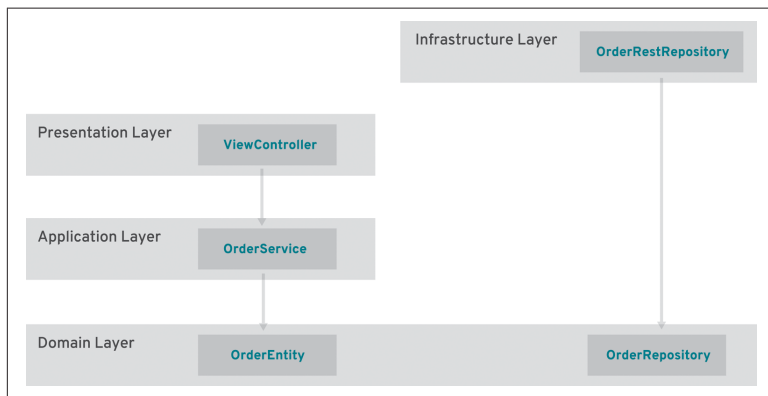 Infrastructure Layer
OrderRestRepository
Presentation Layer
ViewController
Application Layer
OrderService
Domain Layer
OrderEntity
OrderRepository